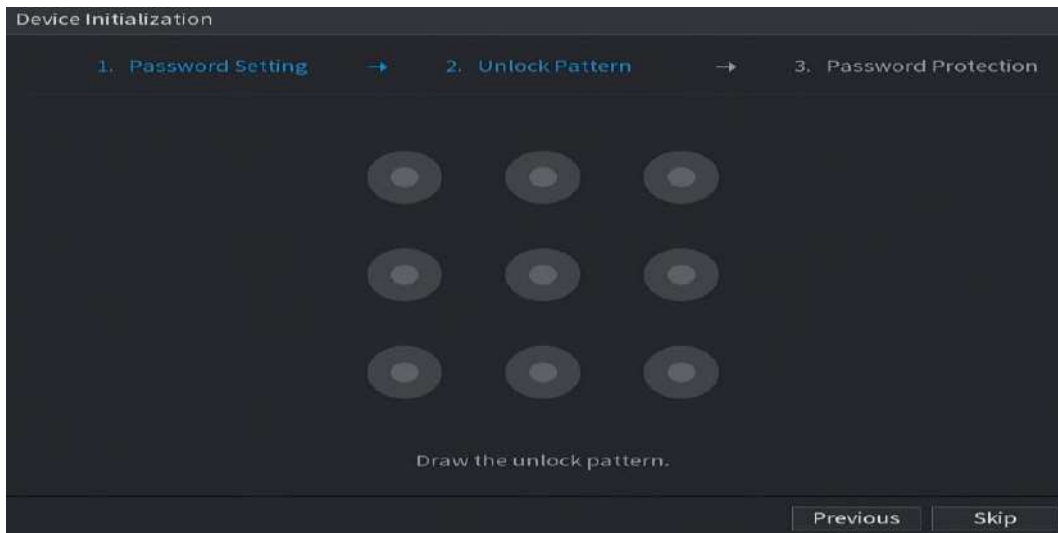 Device Initialization
1. Password Setting → 2. Unlock Pattern → 3. Password Protection
Draw the unlock pattern.
Previous Skip